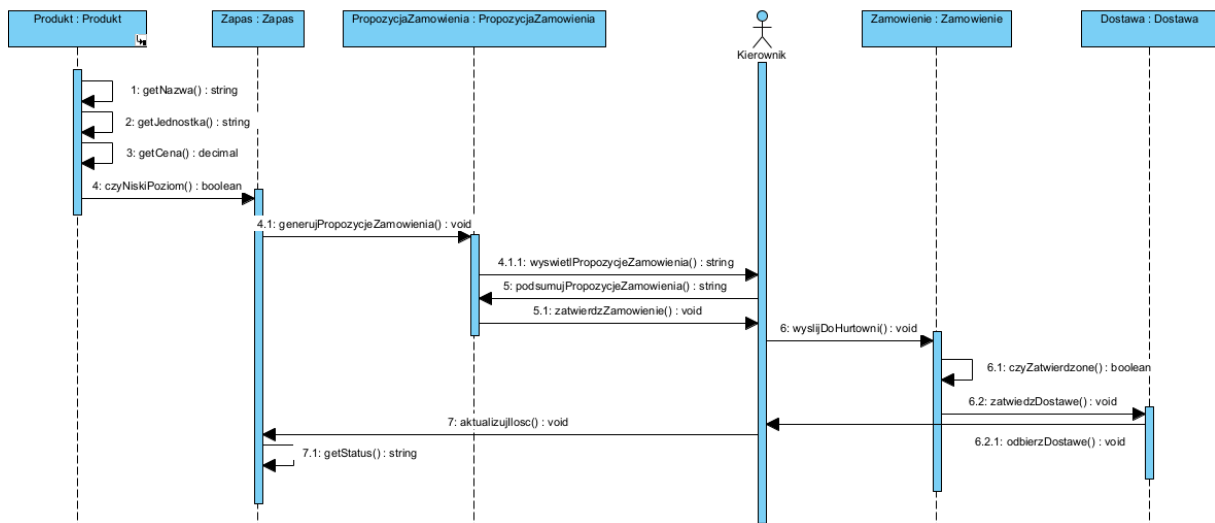 Produkt : Produkt
Zapas : Zapas
PropozycjaZamowienia : PropozycjaZamowienia
Kierownik
Zamowienie : Zamowienie
Dostawa : Dostawa
1: getNazwa() : string
2: getJednostka() : string
3: getCena() : decimal
4: czyNiskiPoziom() : boolean
4.1: generujPropozycjeZamowienia() : void
4.1.1: wyswietlPropozycjeZamowienia() : string
5: podsumujPropozycjeZamowienia() : string
5.1: zatwierdzZamowienie() : void
6: wyslijDoHurtowni() : void
6.1: czyZatwierdzone() : boolean
6.2: zatwiedzDostawe() : void
7: aktualizujIlosc() : void
6.2.1: odbierzDostawe() : void
7.1: getStatus() : string